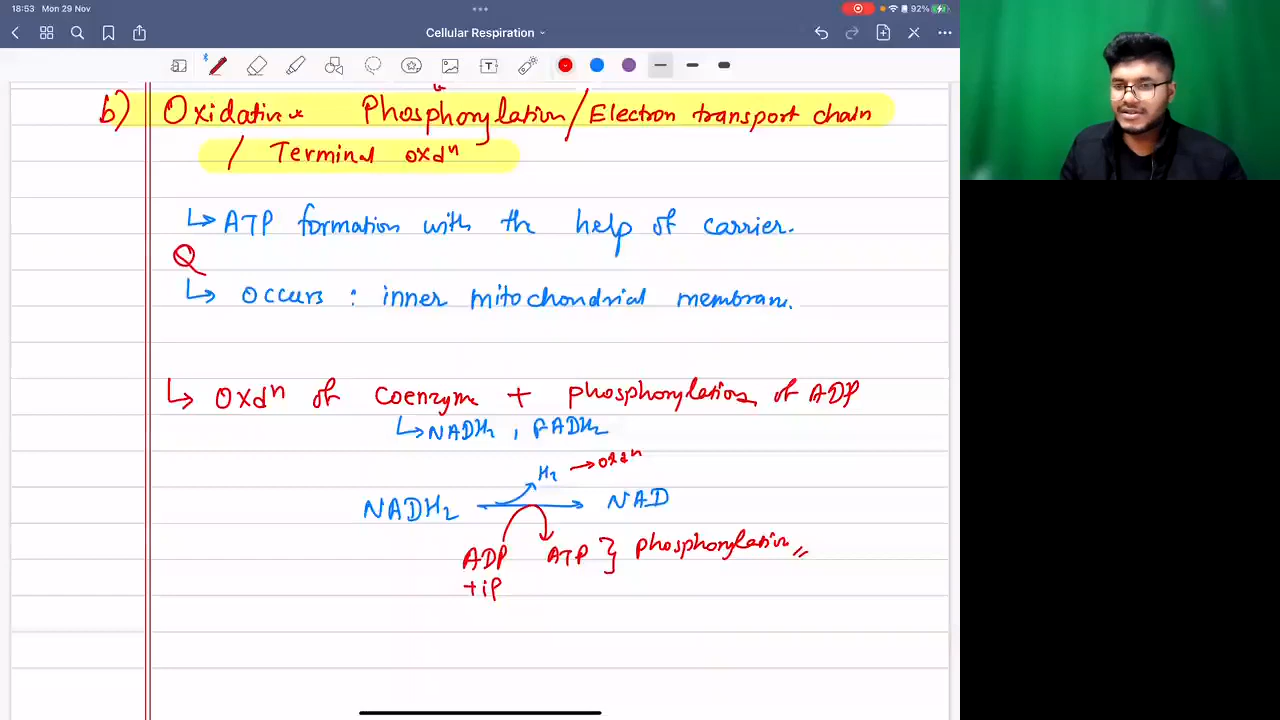 18:53 Mon 29 Nov
92%
Cellular Respiration
b) Oxidative Phosphorylation/Electron transport chain
/ Terminal oxdⁿ
↳ ATP formation with the help of carrier.
Q
↳ occurs : inner mitochondrial membrane.
↳ oxdⁿ of coenzyme + phosphorylation of ADP
↳ NADH₂ , FADH₂
H₂ → oxdⁿ
NADH₂ → NAD
ADP ATP } phosphorylation //
+iP